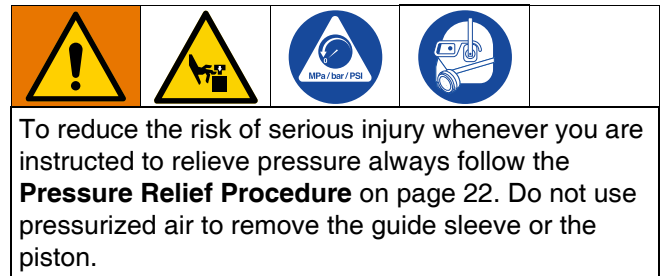 MPa/bar/PSI
To reduce the risk of serious injury whenever you are
instructed to relieve pressure always follow the
Pressure Relief Procedure on page 22. Do not use
pressurized air to remove the guide sleeve or the
piston.